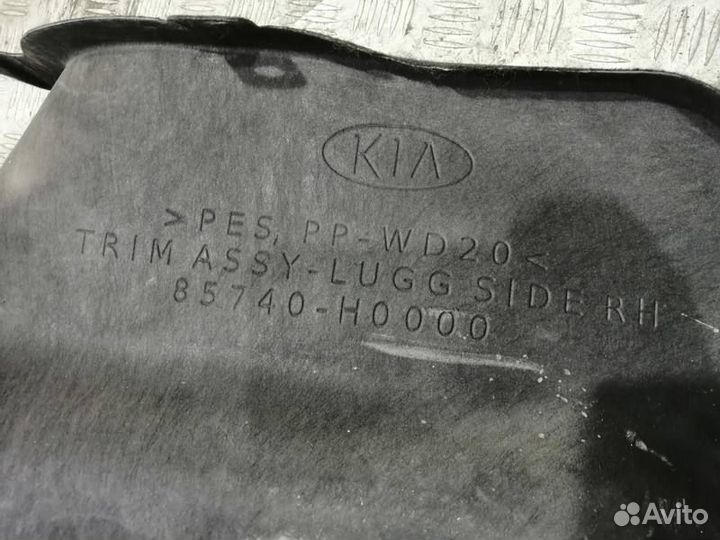 KIA
>PES, PP-WD20<
TRIM ASSY-LUGG SIDE RH
85740-H0000
Avito